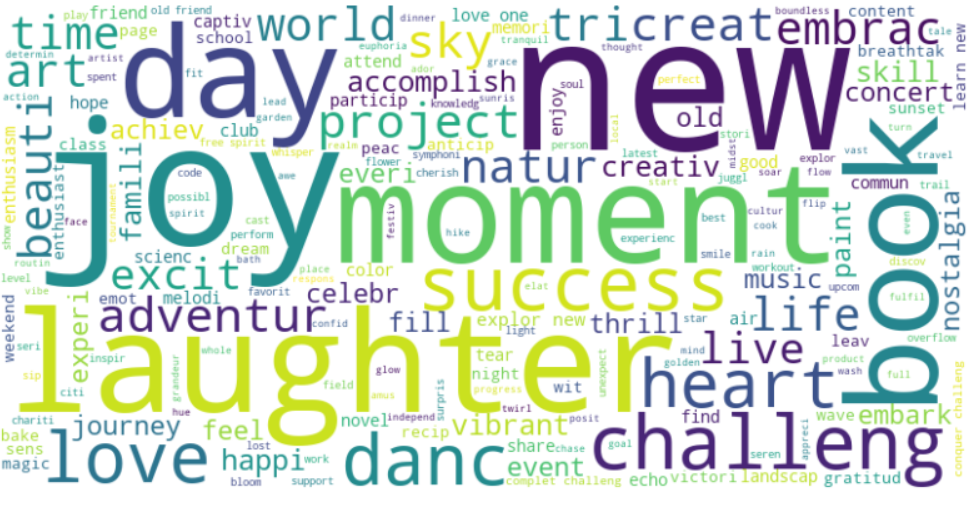 play
friend
old friend
captiv
school
world
dinner
love one
memori
tricreat
embrac
boundless
content
tale
time
page
determin
artist
spent
fit
day
euphoria
tranquil
sky
grace
ador
thought
new
breathtak
learn new
art
action
hope
lead
garden
attend
accomplish
particip
knowledg
sunris
soul
enjoy
perfect
old
local
skill
concert
sunset
beauti
class
achiev
club
free spirit
whisper
realm
project
anticip
person
stori
midst
turn
vast
travel
enthusiasm
enthusiast
famili
code
possibl
spirit
joy
peac
flower
symphoni
everi
cherish
natur
latest
creativ
good
juggl
explor
soar
flow
commun
trail
book
show
face
tournament
cast
perform
awe
festiv
moment
start
best
cultur
cook
flip
paint
even
nostalgia
scienc
dream
bath
hike
experienc
smile
rain
workout
discov
routin
level
vibe
excit
place
respons
color
success
elat
music
upcom
fulfil
experi
emot
melodi
favorit
celebr
weekend
seri
adventur
confid
fill
explor new
light
thrill
star
air
life
leav
overflow
inspir
laughter
whole
grandeur
glow
tear
night
unexpect
live
mind
golden
product
wash
full
sip
citi
field
amus
surpris
progress
wit
heart
chariti
hue
novel
independ
twirl
posit
find
wave
embark
conquer challeng
bake
sens
journey
feel
lost
recip
vibrant
share
chase
goal
challeng
appreci
magic
love
happi
work
danc
event
seren
bloom
support
complet challeng
echo
victori
landscap
gratitud